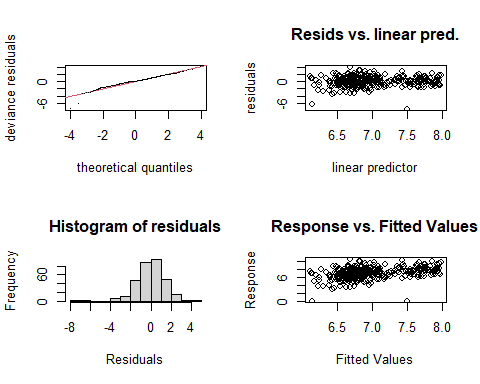 deviance residuals
-6 0
-4 -2 0 2 4
theoretical quantiles
Resids vs. linear pred.
residuals
-6 0
6.5 7.0 7.5 8.0
linear predictor
Histogram of residuals
Frequency
0 60
-8 -4 0 2 4
Residuals
Response vs. Fitted Values
Response
0 6
6.5 7.0 7.5 8.0
Fitted Values